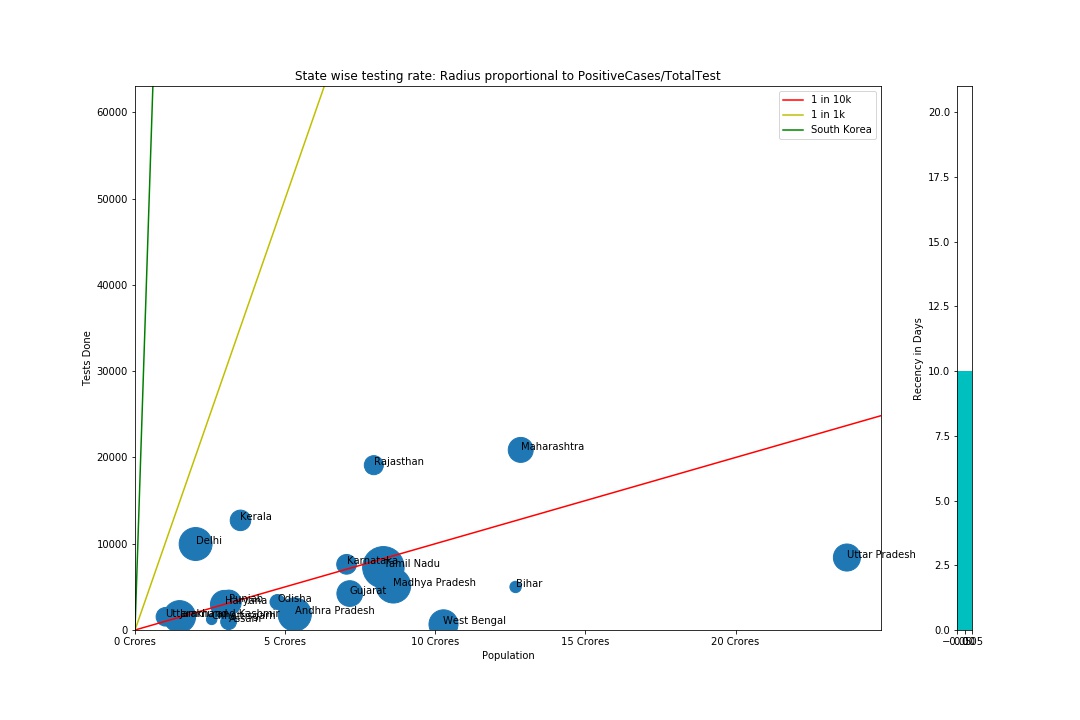 State wise testing rate: Radius proportional to PositiveCases/TotalTest
1 in 10k
1 in 1k
South Korea
60000
50000
40000
30000
20000
10000
0
Tests Done
Maharashtra
Rajasthan
Kerala
Delhi
Karnataka
Tamil Nadu
Uttar Pradesh
Madhya Pradesh
Bihar
Gujarat
Punjab
Haryana
Odisha
Andhra Pradesh
Assam
West Bengal
0 Crores
5 Crores
10 Crores
15 Crores
20 Crores
Population
20.0
17.5
15.0
12.5
10.0
7.5
5.0
2.5
0.0
Recency in Days